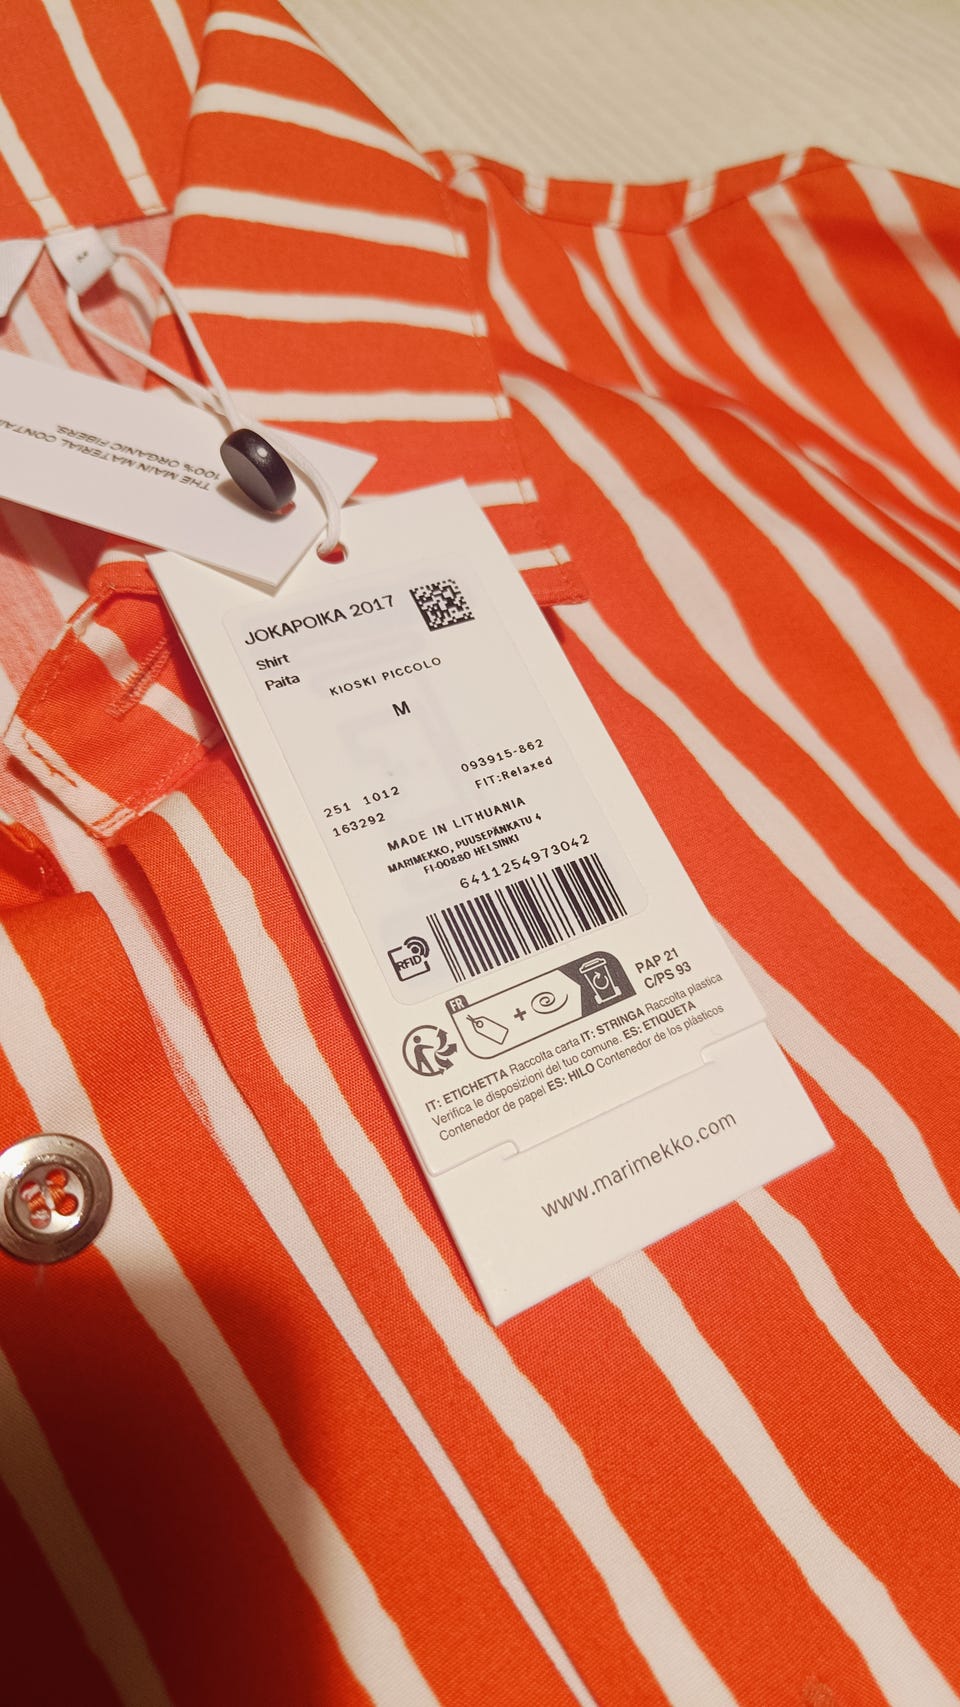 THE MAIN MATERIAL
100% ORGANIC FIBERS.
JOKAPOIKA 2017
Shirt
Paita
KIOSKI PICCOLO
M
093915-862
251 1012
FIT:Relaxed
163292
MADE IN LITHUANIA
MARIMEKKO, PUUSEPÄNKATU 4
FI-00880 HELSINKI
6411254973042
RFID
FR
PAP 21
C/PS 93
IT: ETICHETTA Raccolta carta IT: STRINGA Raccolta plastica
Verifica le disposizioni del tuo comune. ES: ETIQUETA
Contenedor de papel ES: HILO Contenedor de los plásticos
www.marimekko.com